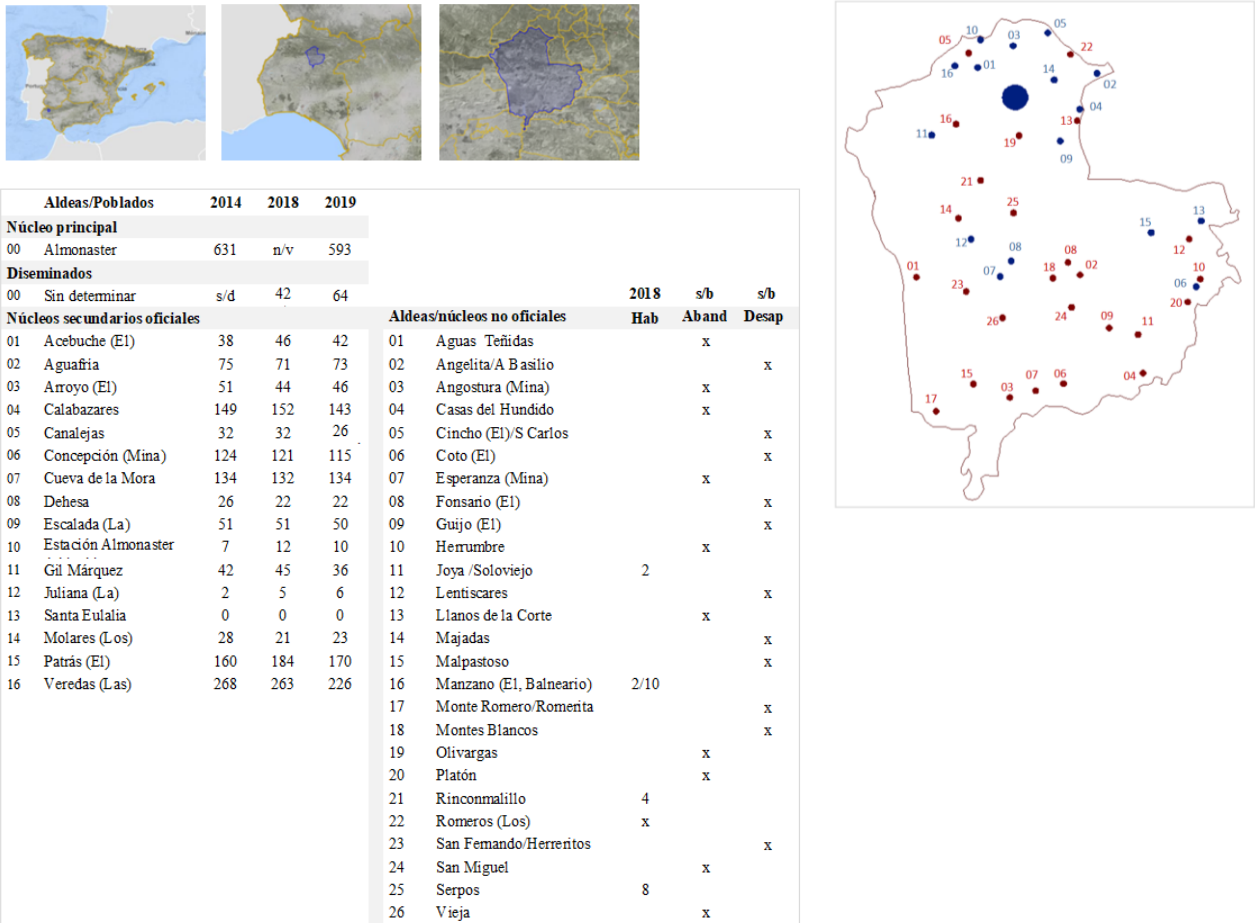 Aldeas/Poblados 2014 2018 2019
Núcleo principal
00 Almonaster 631 n/v 593
Diseminados
00 Sin determinar s/d 42 64
Núcleos secundarios oficiales
01 Acebuche (El) 38 46 42
02 Aguafria 75 71 73
03 Arroyo (El) 51 44 46
04 Calabazares 149 152 143
05 Canalejas 32 32 26
06 Concepción (Mina) 124 121 115
07 Cueva de la Mora 134 132 134
08 Dehesa 26 22 22
09 Escalada (La) 51 51 50
10 Estación Almonaster 7 12 10
11 Gil Márquez 42 45 36
12 Juliana (La) 2 5 6
13 Santa Eulalia 0 0 0
14 Molares (Los) 28 21 23
15 Patrás (El) 160 184 170
16 Veredas (Las) 268 263 226
2018 s/b s/b
Aldeas/núcleos no oficiales Hab Aband Desap
01 Aguas Teñidas x
02 Angelita/A Basilio x
03 Angostura (Mina) x
04 Casas del Hundido x
05 Cincho (El)/S Carlos x
06 Coto (El) x
07 Esperanza (Mina) x
08 Fonsario (El) x
09 Guijo (El) x
10 Herrumbre x
11 Joya /Soloviejo 2
12 Lentiscares x
13 Llanos de la Corte x
14 Majadas x
15 Malpastoso x
16 Manzano (El, Balneario) 2/10
17 Monte Romero/Romerita x
18 Montes Blancos x
19 Olivargas x
20 Platón x
21 Rinconmalillo 4
22 Romeros (Los) x
23 San Fernando/Herreritos x
24 San Miguel x
25 Serpos 8
26 Vieja x
05
10 03
05 22
16 01 14 02
04
16 13
11 19
09
21
14 25 13
15
12 12
08 08
07 18 02 10
01 06
23 20
26 24 09 11
15 07 06 04
03
17